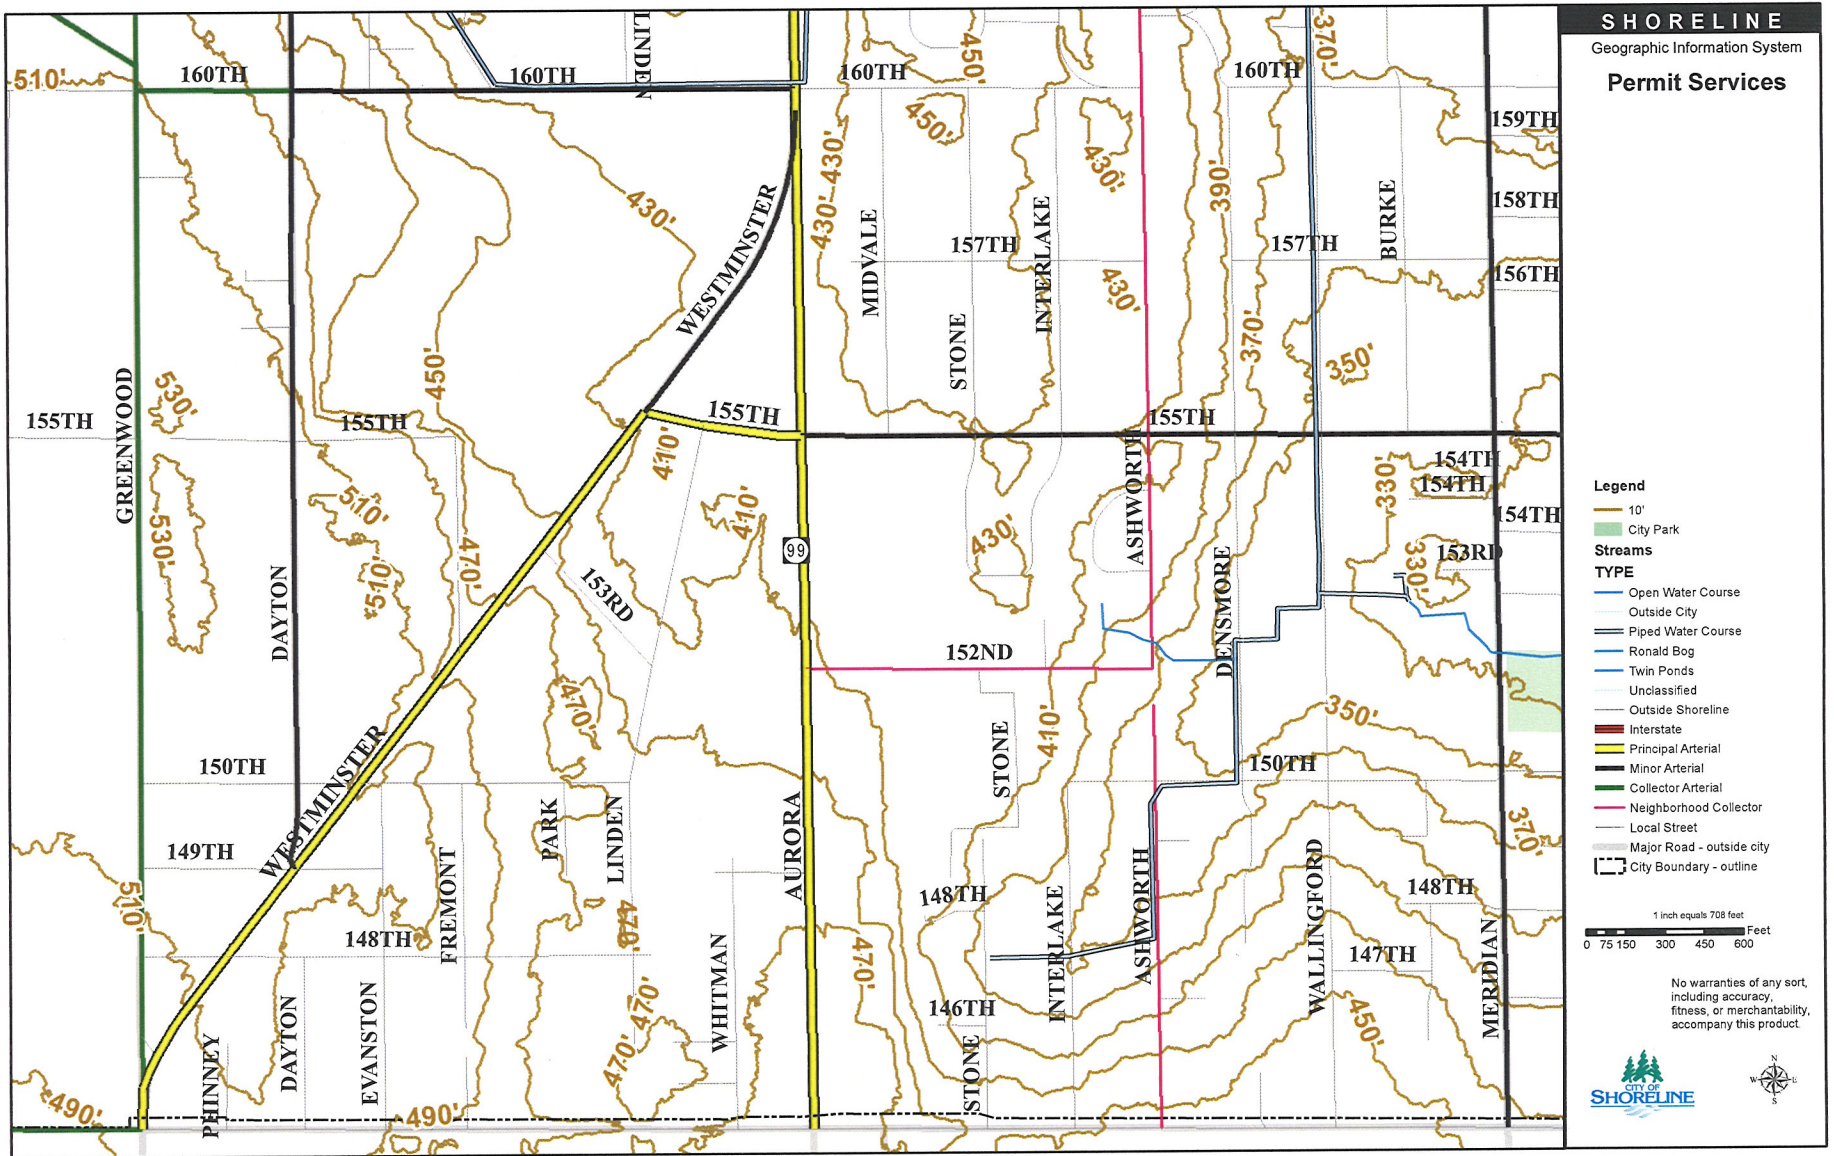 SHORELINE
Geographic Information System
Permit Services
510'
160TH
160TH
LINDEN
160TH
450'
160TH
370'
159TH
450'
430'
430'
430'
390'
158TH
430'
430'
WESTMINSTER
MIDVALE
157TH
INTERLAKE
157TH
BURKE
156TH
430'
STONE
370'
350'
450'
530'
GREENWOOD
155TH
155TH
155TH
155TH
410'
ASHWORTH
154TH
154TH
330'
154TH
510'
530'
470'
410'
99
430'
153RD
330'
510'
153RD
DAYTON
DENSMORE
152ND
470'
410'
350'
STONE
150TH
150TH
WESTMINSTER
149TH
PARK
LINDEN
AURORA
370'
510'
FREMONT
148TH
148TH
148TH
470'
WHITMAN
470'
INTERLAKE
ASHWORTH
WALLINGFORD
147TH
MERIDIAN
470'
146TH
450'
DAYTON
EVANSTON
470'
STONE
PHINNEY
490'
490'
Legend
10'
City Park
Streams
TYPE
Open Water Course
Outside City
Piped Water Course
Ronald Bog
Twin Ponds
Unclassified
Outside Shoreline
Interstate
Principal Arterial
Minor Arterial
Collector Arterial
Neighborhood Collector
Local Street
Major Road - outside city
City Boundary - outline
1 inch equals 708 feet
Feet
0 75 150 300 450 600
No warranties of any sort,
including accuracy,
fitness, or merchantability,
accompany this product.
CITY OF
SHORELINE
N
W E
S